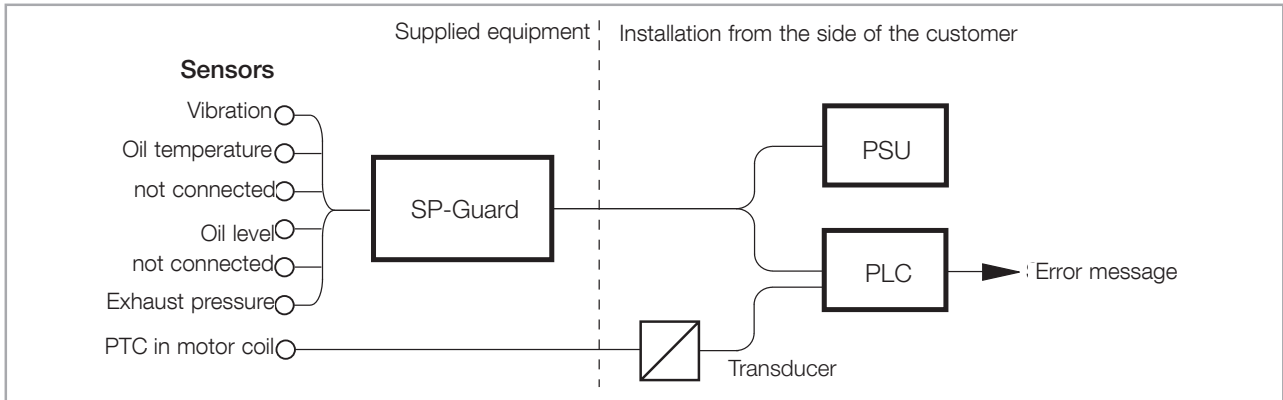 Supplied equipment
Installation from the side of the customer
Sensors
Vibration
Oil temperature
not connected
Oil level
not connected
Exhaust pressure
PTC in motor coil
SP-Guard
PSU
PLC
Error message
Transducer